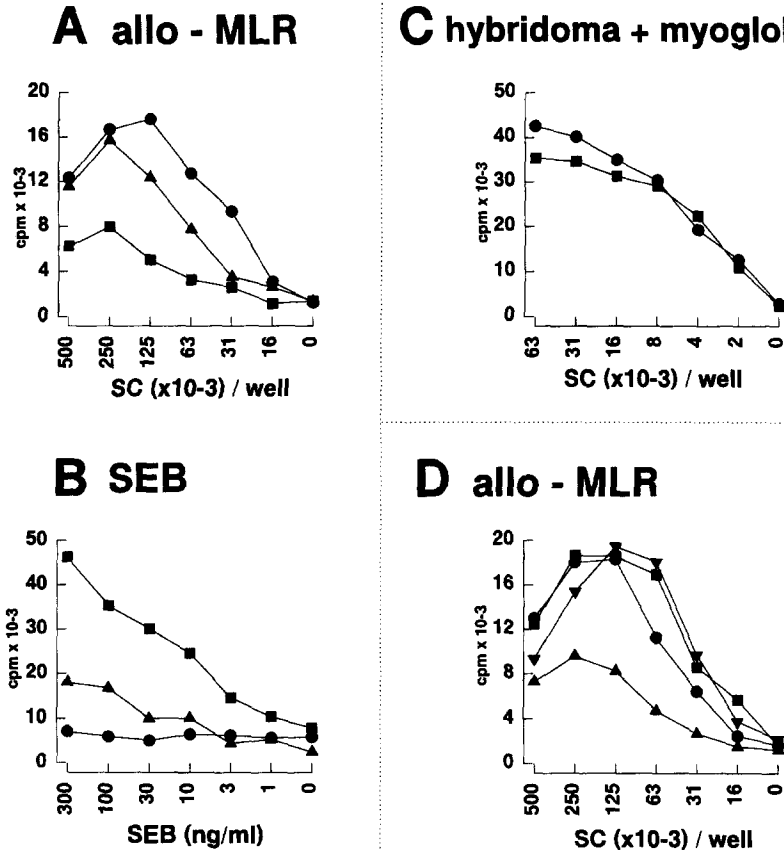 A allo - MLR
cpm x 10-3
20
16
12
8
4
0
500 250 125 63 31 16 0
SC (x10-3) / well
B SEB
cpm x 10-3
50
40
30
20
10
0
300 100 30 10 3 1 0
SEB (ng/ml)
C hybridoma + myoglo
cpm x 10-3
50
40
30
20
10
0
63 31 16 8 4 2 0
SC (x10-3) / well
D allo - MLR
cpm x 10-3
20
16
12
8
4
0
500 250 125 63 31 16 0
SC (x10-3) / well